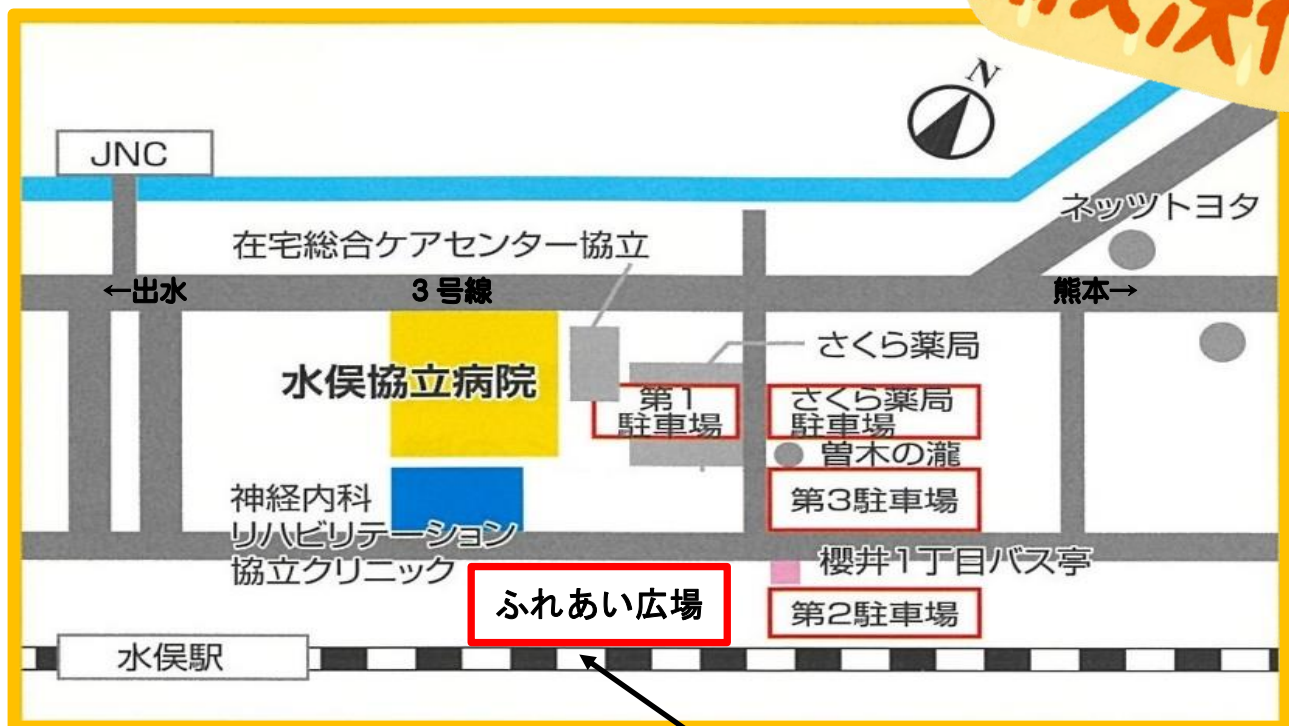 N
JNC
ネッツトヨタ
在宅総合ケアセンター協立
←出水
3号線
熊本→
さくら薬局
水俣協立病院
第1
駐車場
さくら薬局
駐車場
曽木の瀧
神経内科
リハビリテーション
協立クリニック
第3駐車場
櫻井1丁目バス亭
ふれあい広場
第2駐車場
水俣駅